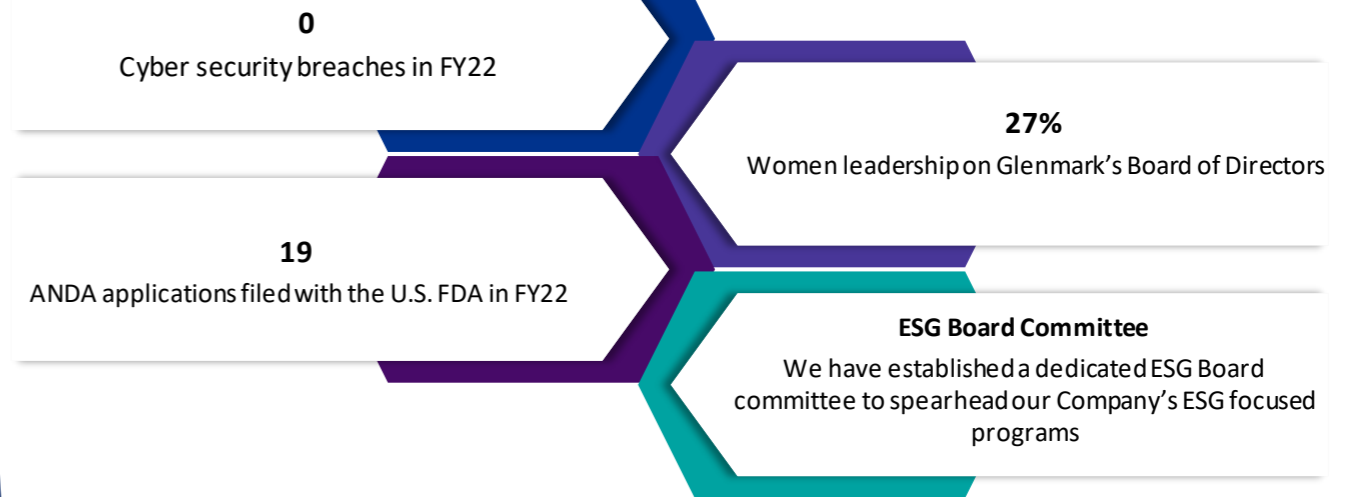 0
Cyber security breaches in FY22
27%
Women leadership on Glenmark's Board of Directors
19
ANDA applications filed with the U.S. FDA in FY22
ESG Board Committee
We have established a dedicated ESG Board
committee to spearhead our Company's ESG focused
programs